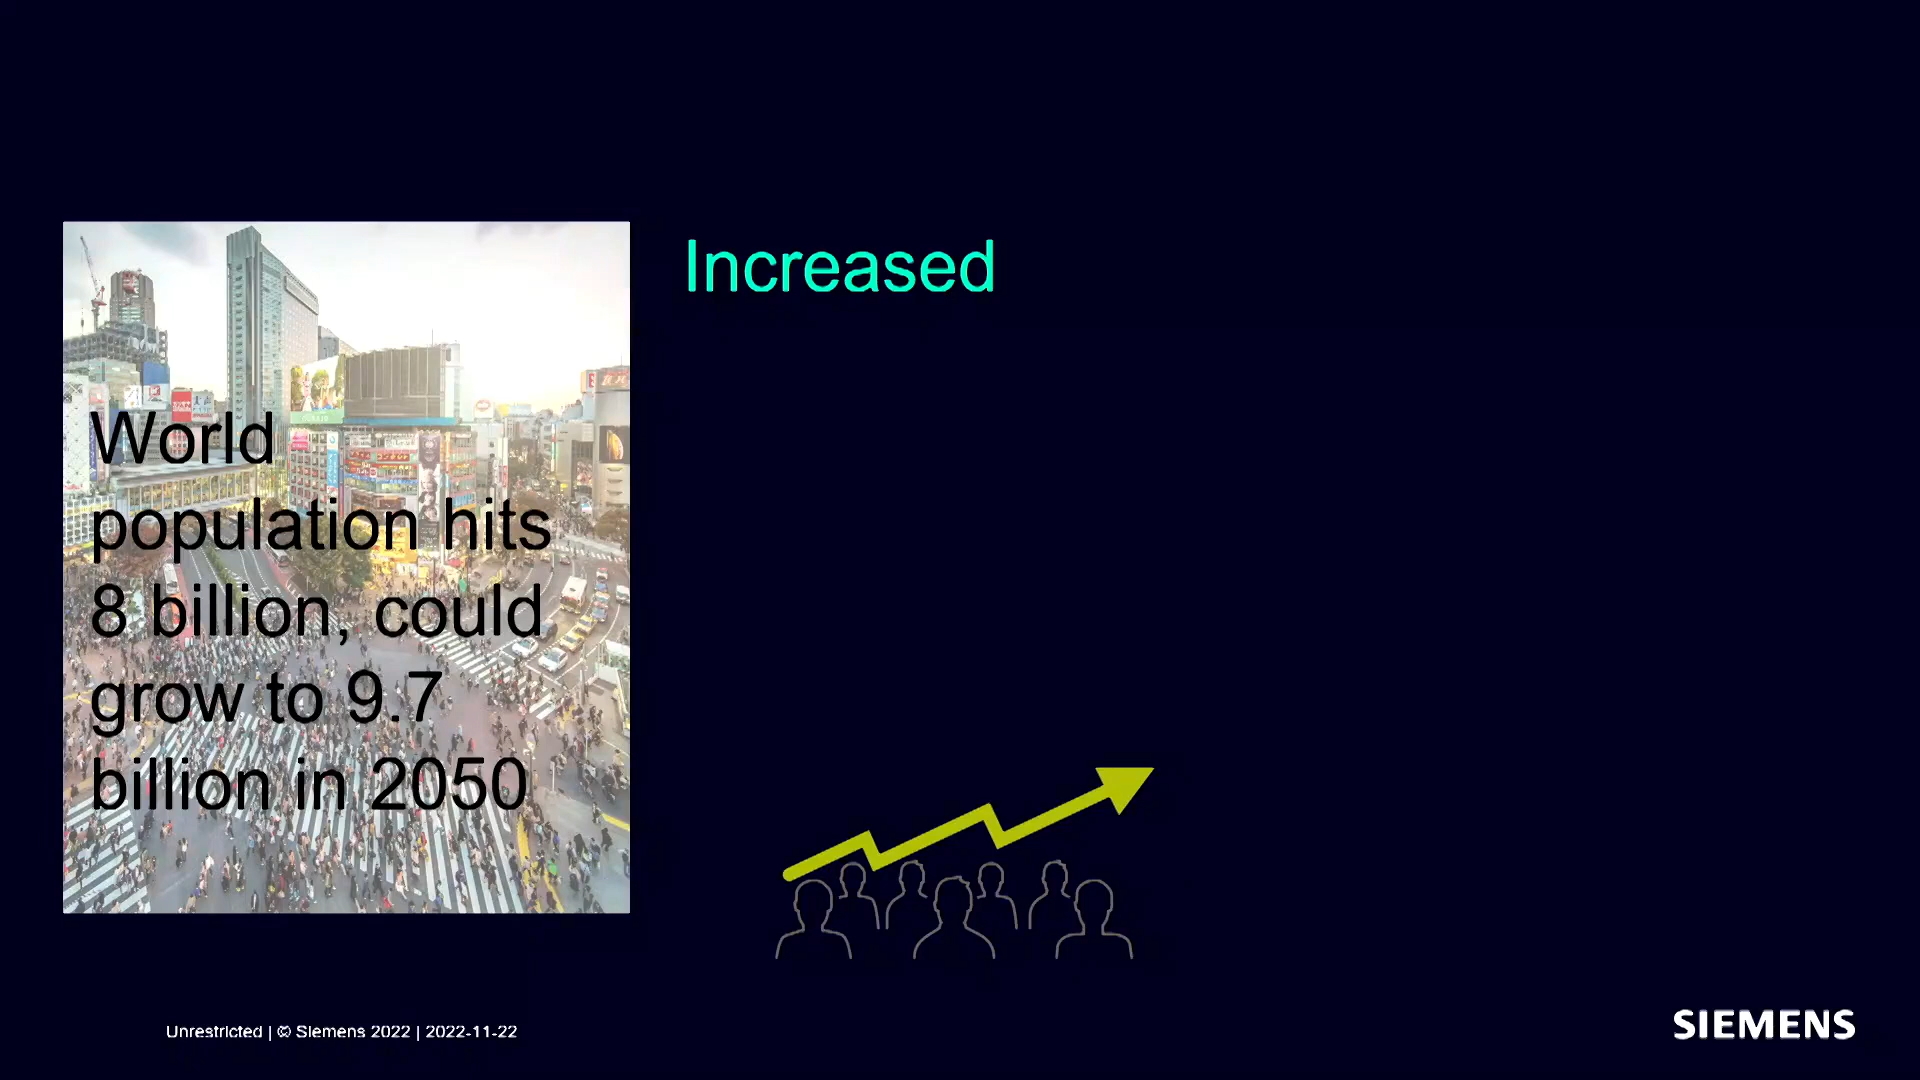 Increased
World
population hits
8 billion, could
grow to 9.7
billion in 2050
Unrestricted | © Siemens 2022 | 2022-11-22
SIEMENS